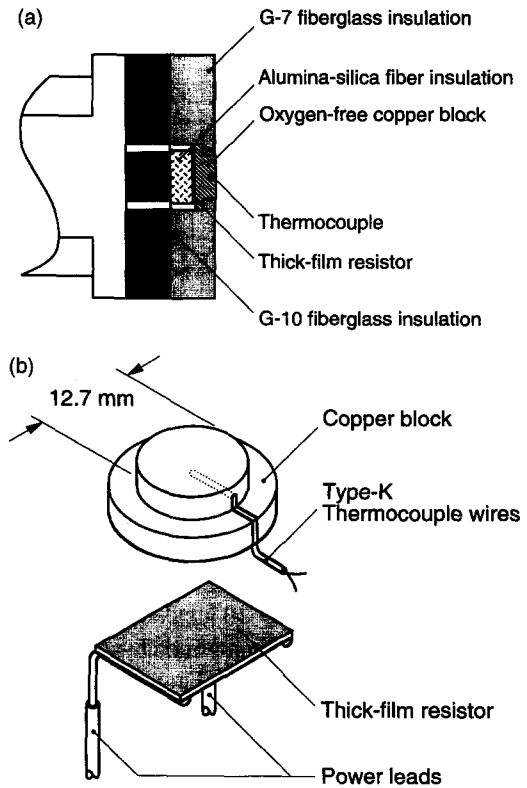 (a)
G-7 fiberglass insulation
Alumina-silica fiber insulation
Oxygen-free copper block
Thermocouple
Thick-film resistor
G-10 fiberglass insulation
(b)
12.7 mm
Copper block
Type-K
Thermocouple wires
Thick-film resistor
Power leads